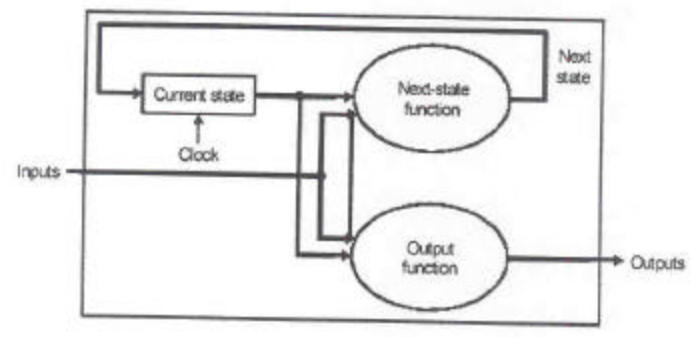 Next
state
Current state
Next-state
function
Clock
Inputs
Output
function
Outputs